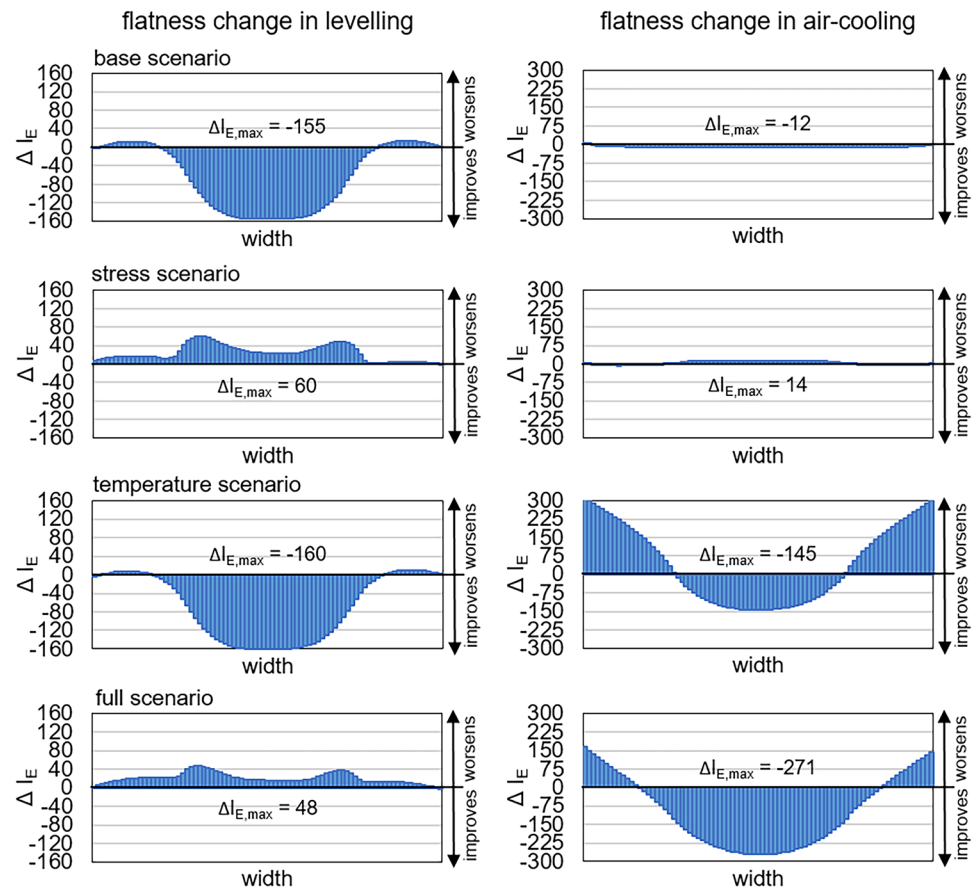 flatness change in levelling
flatness change in air-cooling
base scenario
160
120
80
40
0
-40
-80
-120
-160
Δ I_E
ΔI_E,max = -155
width
worsens
improves
300
225
150
75
0
-75
-150
-225
-300
Δ I_E
ΔI_E,max = -12
width
worsens
improves
stress scenario
160
120
80
40
0
-40
-80
-120
-160
Δ I_E
ΔI_E,max = 60
width
worsens
improves
300
225
150
75
0
-75
-150
-225
-300
Δ I_E
ΔI_E,max = 14
width
worsens
improves
temperature scenario
160
120
80
40
0
-40
-80
-120
-160
Δ I_E
ΔI_E,max = -160
width
worsens
improves
300
225
150
75
0
-75
-150
-225
-300
Δ I_E
ΔI_E,max = -145
width
worsens
improves
full scenario
160
120
80
40
0
-40
-80
-120
-160
Δ I_E
ΔI_E,max = 48
width
worsens
improves
300
225
150
75
0
-75
-150
-225
-300
Δ I_E
ΔI_E,max = -271
width
worsens
improves